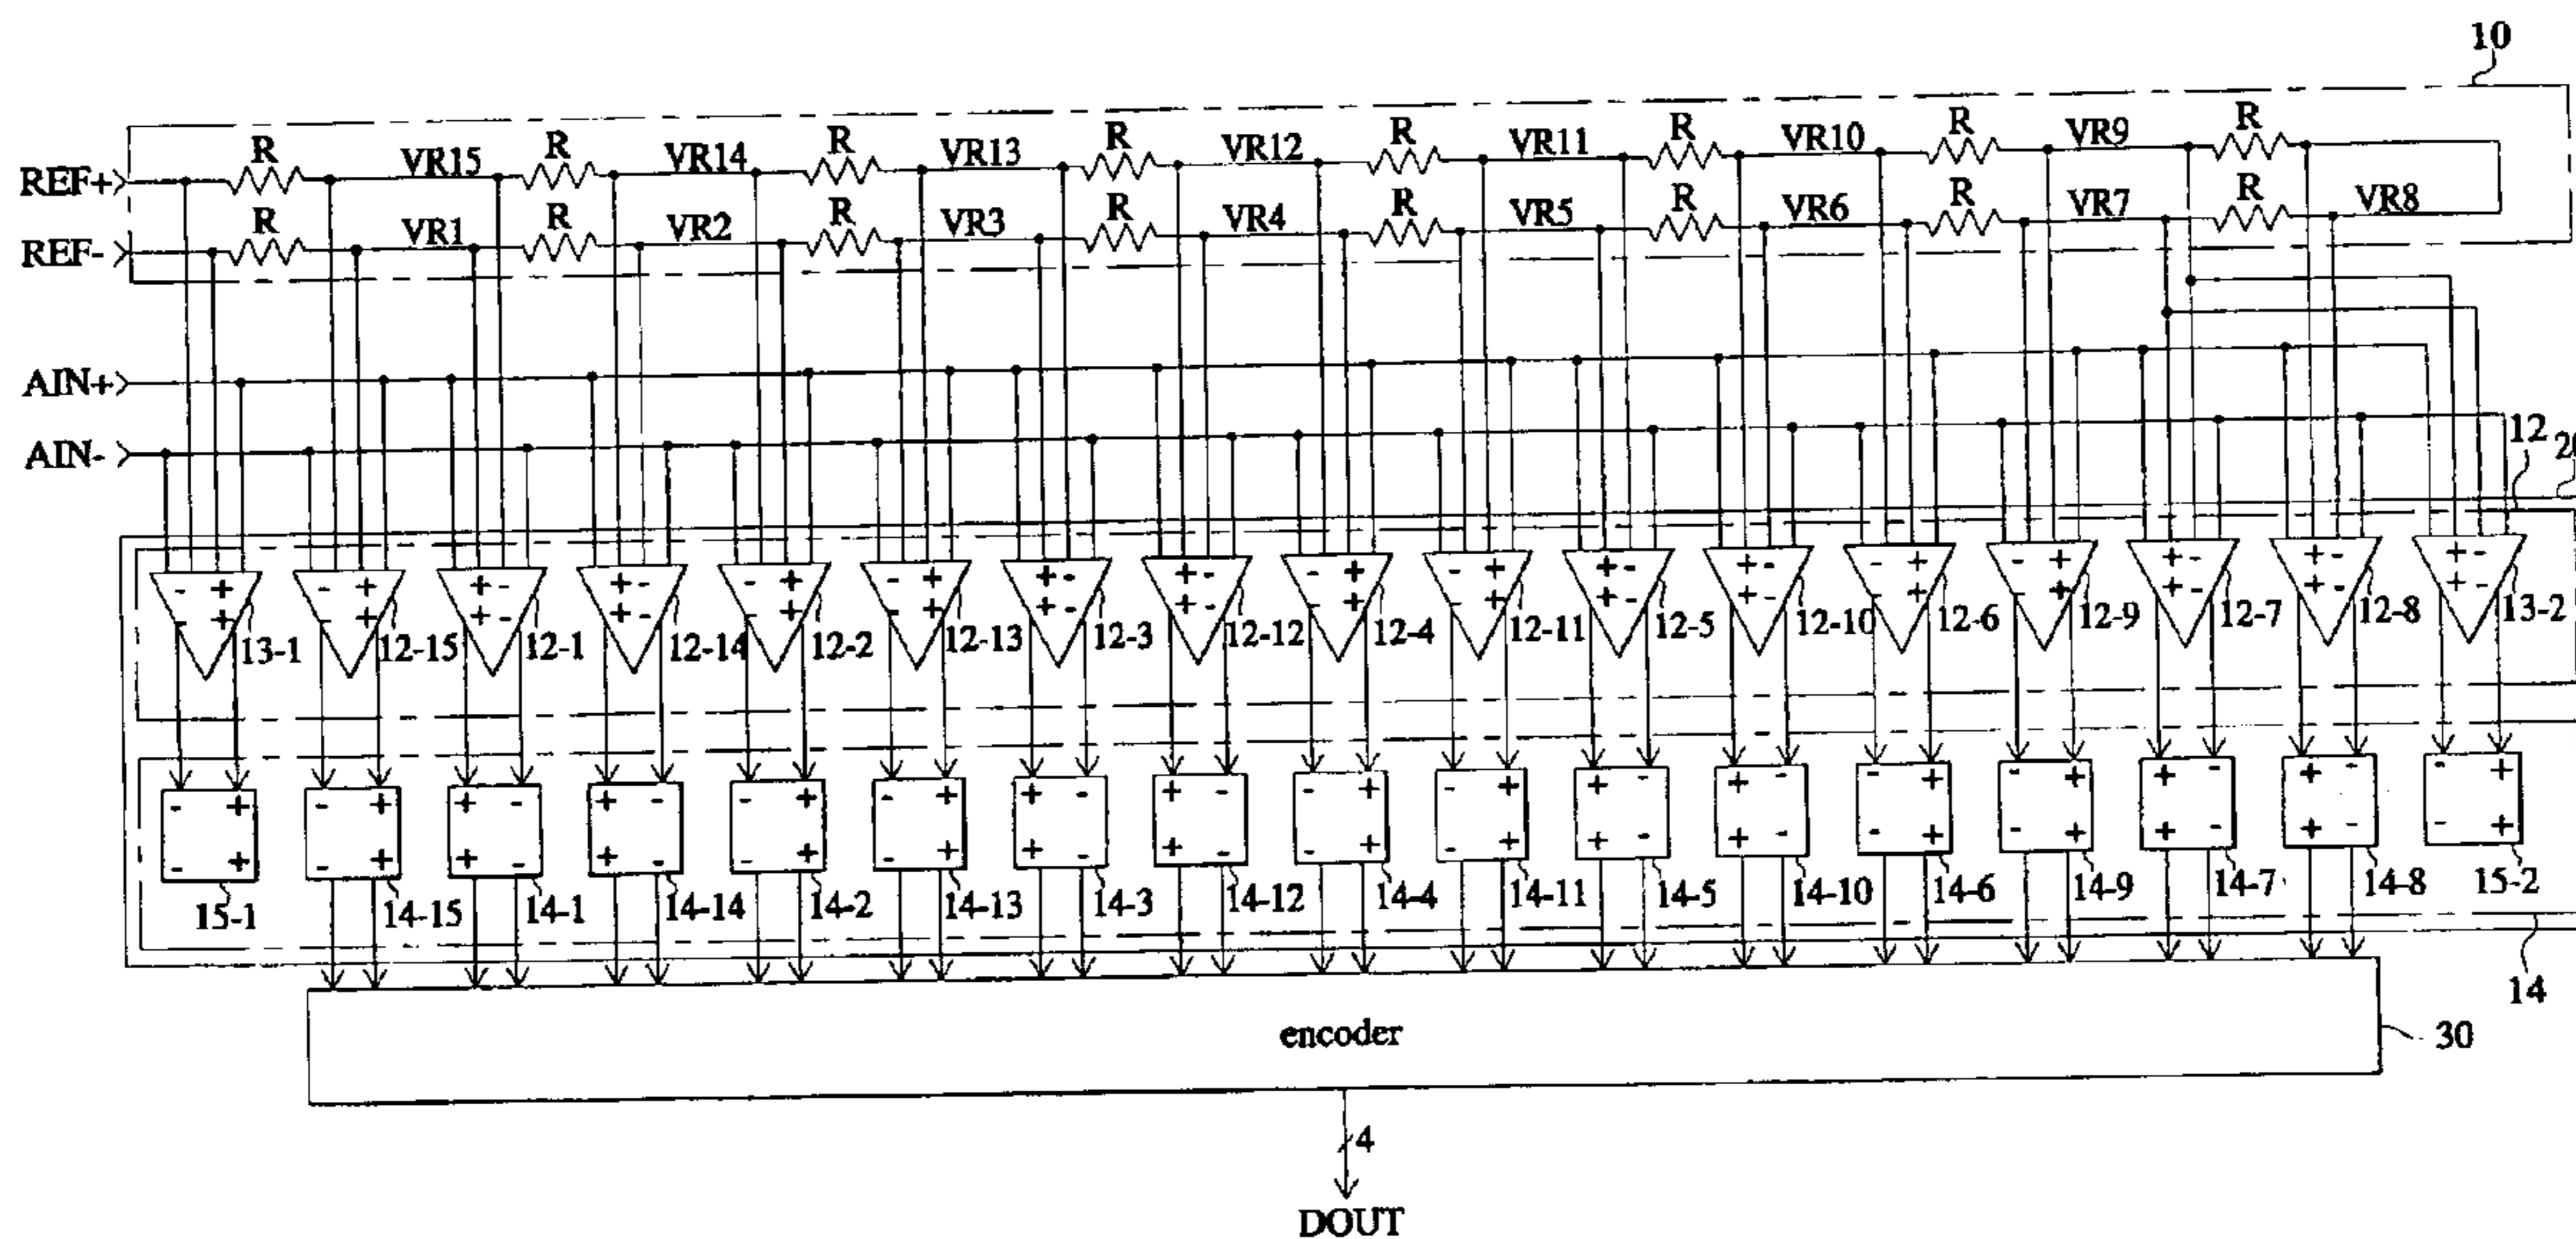 10
R R R R R R R R
REF+ VR15 VR14 VR13 VR12 VR11 VR10 VR9
R R R R R R R R
REF- VR1 VR2 VR3 VR4 VR5 VR6 VR7 VR8
AIN+
AIN-
12
- + - + + - + - - + - + + - + - - + - + + - + - - + - + + - + - + -
- + - + + - + - - + - + + - + - - + - + + - + - - + - + + - + - + -
13-1 12-15 12-1 12-14 12-2 12-13 12-3 12-12 12-4 12-11 12-5 12-10 12-6 12-9 12-7 12-8 13-2
- + - + + - + - - + - + + - + - - + - + + - + - - + - + + - + - - +
- + - + + - + - - + - + + - + - - + - + + - + - - + - + + - + - - +
15-1 14-15 14-1 14-14 14-2 14-13 14-3 14-12 14-4 14-11 14-5 14-10 14-6 14-9 14-7 14-8 15-2
14
encoder
30
4
DOUT